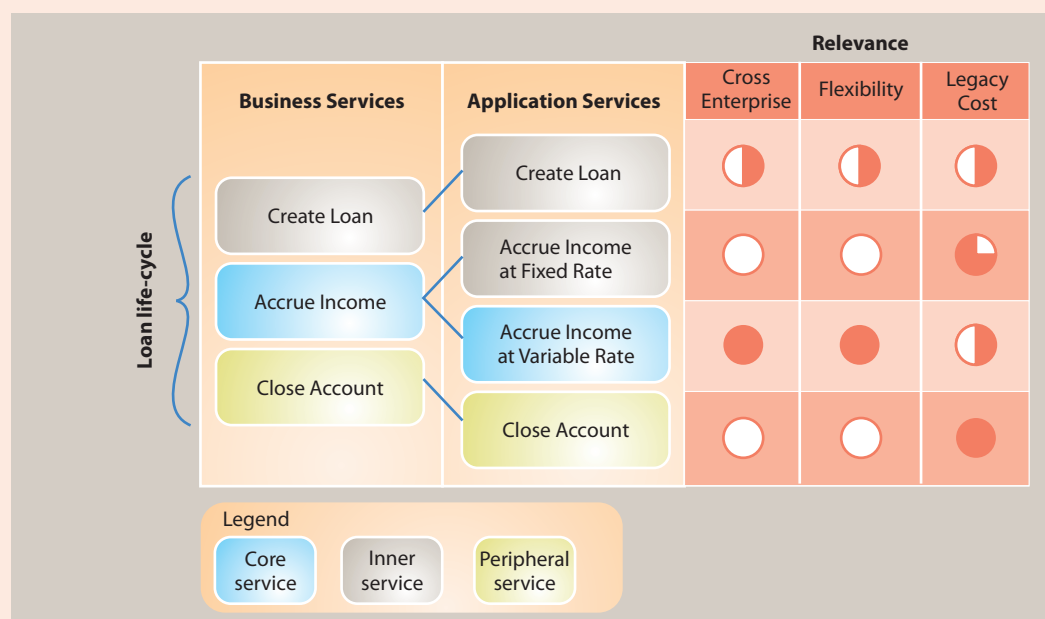 Relevance
Business Services
Application Services
Cross
Enterprise
Flexibility
Legacy
Cost
Loan life-cycle
Create Loan
Accrue Income
Close Account
Create Loan
Accrue Income
at Fixed Rate
Accrue Income
at Variable Rate
Close Account
Legend
Core
service
Inner
service
Peripheral
service